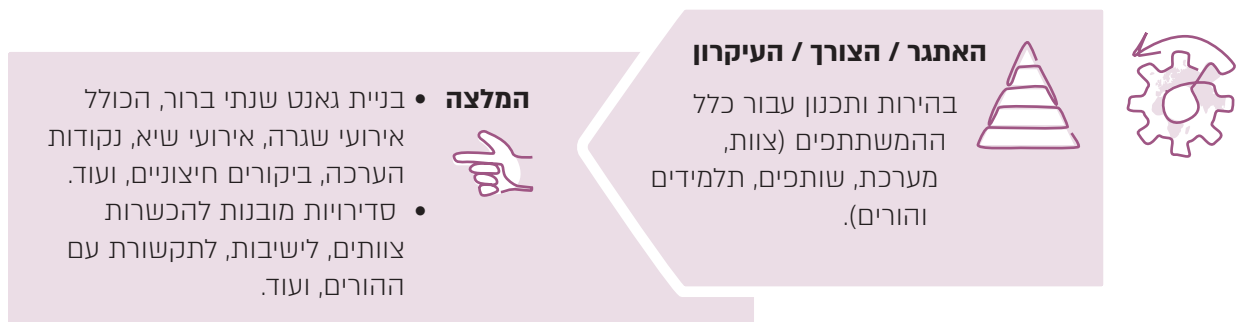 האתגר / הצורך / העיקרון
בהירות ותכנון עבור כלל
ההמשתתפים (צוות,
מערכת, שותפים, תלמידים
והורים).
המלצה
• בניית גאנט שנתי ברור, הכולל
אירועי שגרה, אירועי שיא, נקודות
הערכה, ביקורים חיצוניים, ועוד.
• סדירויות מובנות להכשרות
צוותים, לישיבות, לתקשורת עם
ההורים, ועוד.